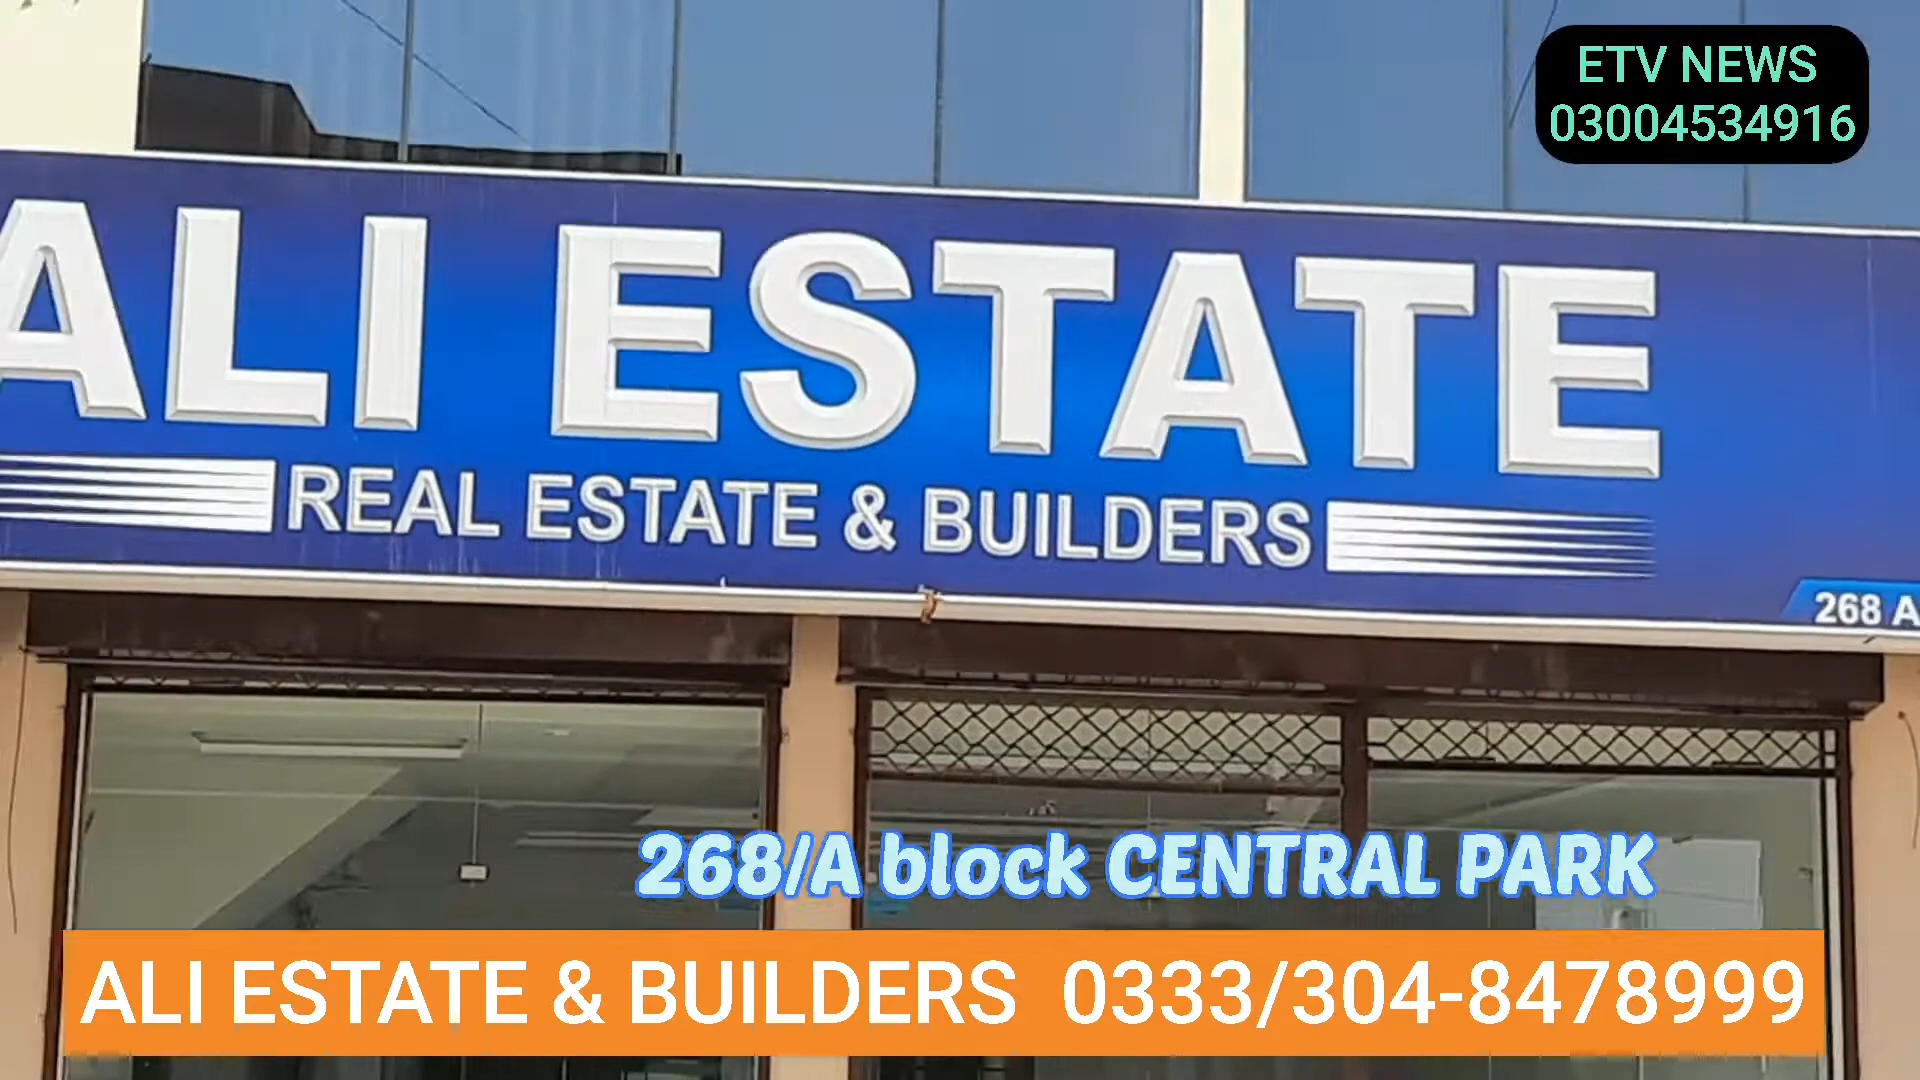 ETV NEWS
03004534916
ALI ESTATE
REAL ESTATE & BUILDERS
268 A
268/A block CENTRAL PARK
ALI ESTATE & BUILDERS 0333/304-8478999